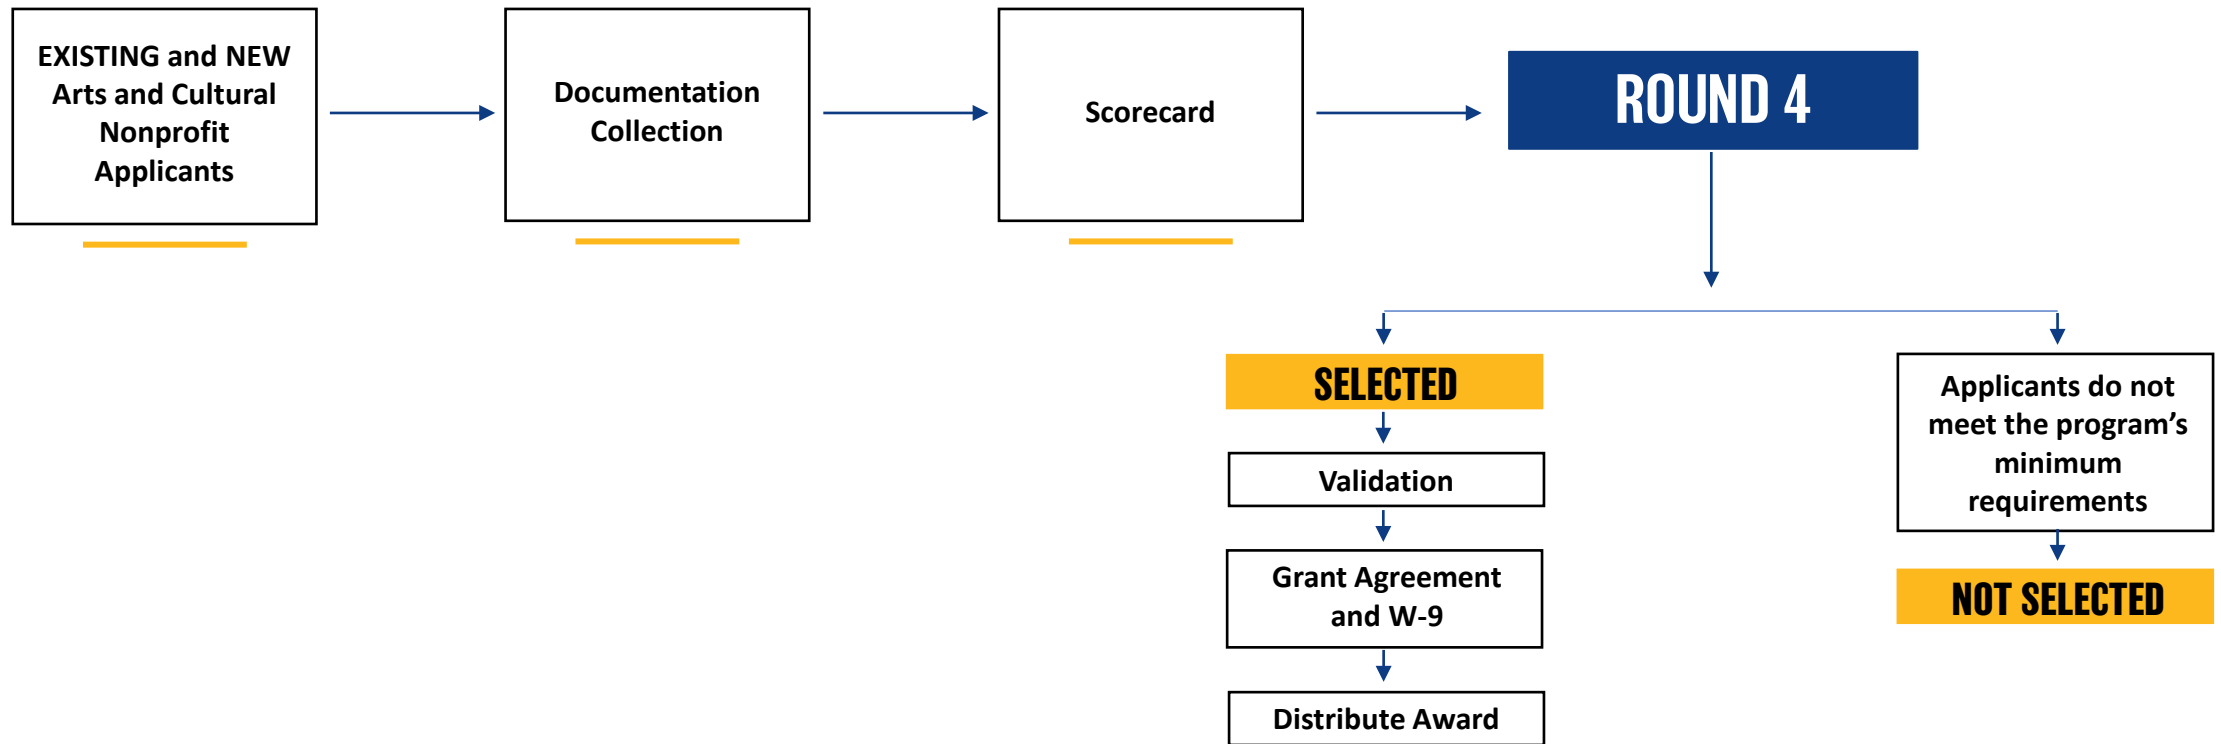 EXISTING and NEW
Arts and Cultural
Nonprofit
Applicants
Documentation
Collection
Scorecard
ROUND 4
SELECTED
Validation
Grant Agreement
and W-9
Distribute Award
Applicants do not
meet the program’s
minimum
requirements
NOT SELECTED